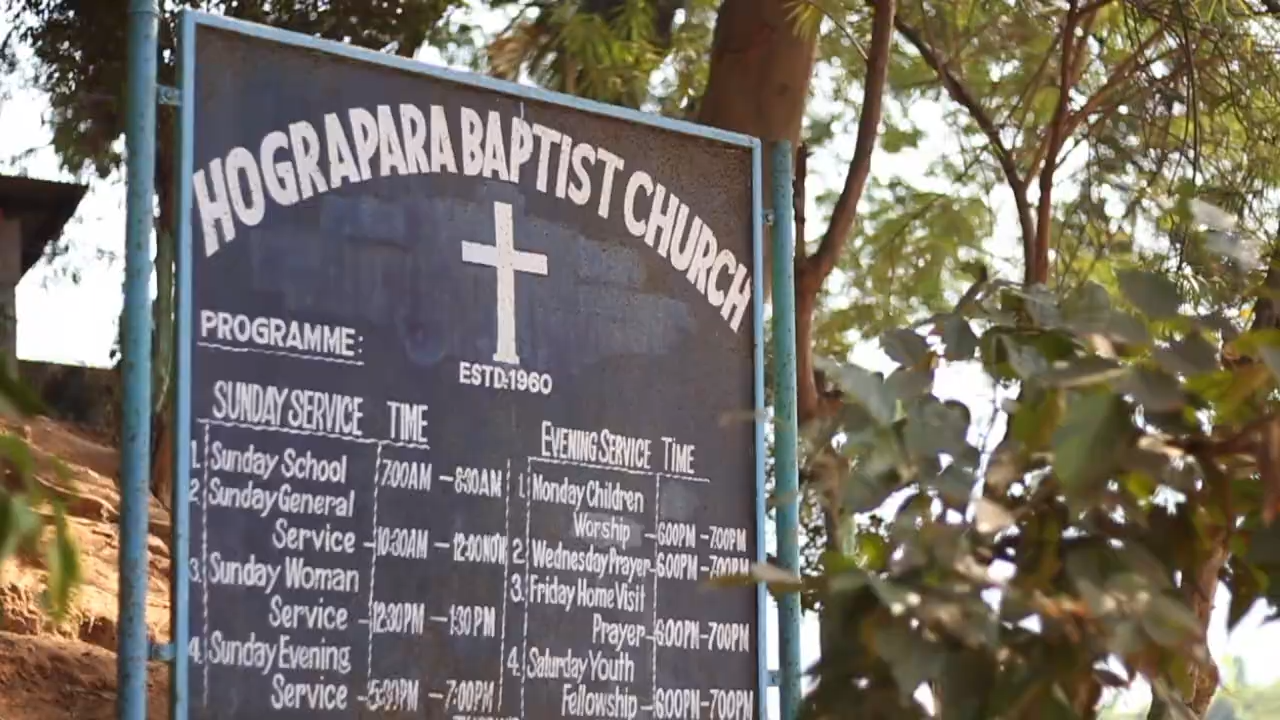 HOGRAPARA BAPTIST CHURCH
ESTD:1960
PROGRAMME:
SUNDAY SERVICE TIME
1. Sunday School 7:00AM – 8:30AM
2. Sunday General
Service – 10:30AM – 12:00NOON
3. Sunday Woman
Service – 12:30PM – 1:30PM
4. Sunday Evening
Service – 5:30PM – 7:00PM
EVENING SERVICE TIME
1. Nonday Children
Worship – 6:00PM – 7:00PM
2. Wednesday Prayer – 6:00PM – 7:00PM
3. Friday Home Visit
Prayer – 6:00PM – 7:00PM
4. Saturday Youth
Fellowship – 6:00PM – 7:00PM